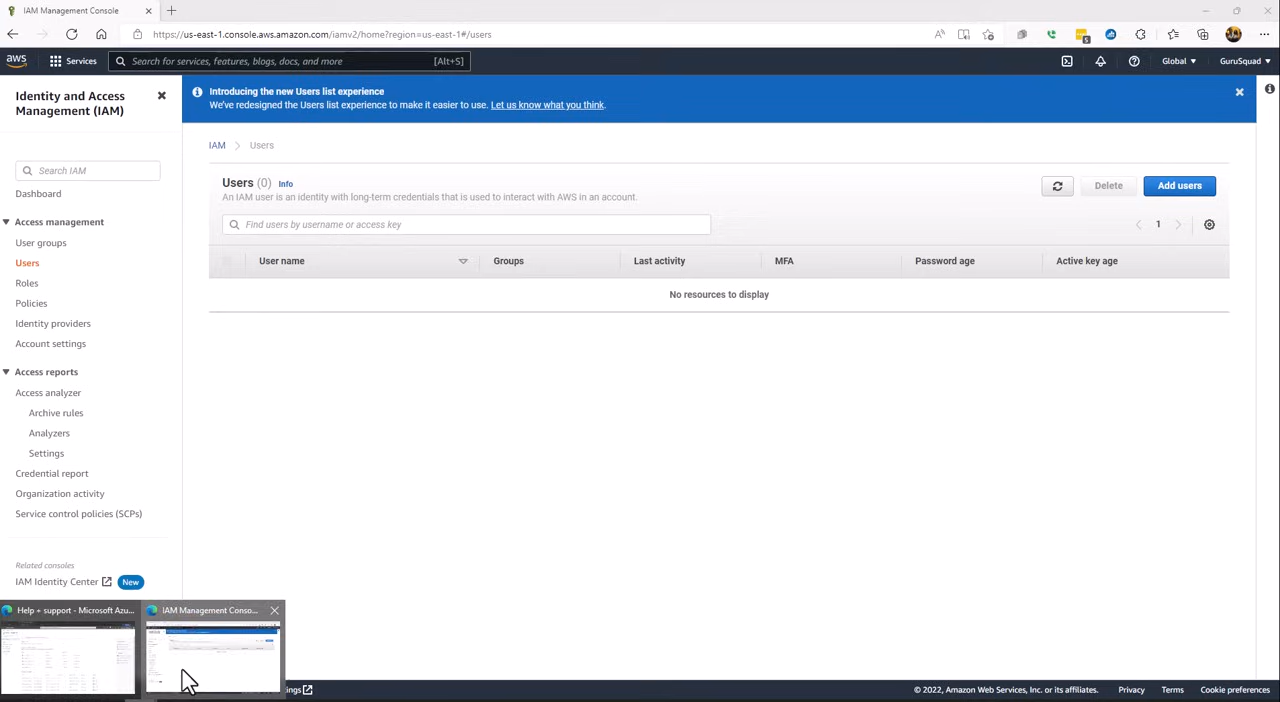 IAM Management Console
https://us-east-1.console.aws.amazon.com/iamv2/home?region=us-east-1#/users
aws
Services
Search for services, features, blogs, docs, and more
[Alt+S]
Global
GuruSquad
Identity and Access
Management (IAM)
Search IAM
Dashboard
Access management
User groups
Users
Roles
Policies
Identity providers
Account settings
Access reports
Access analyzer
Archive rules
Analyzers
Settings
Credential report
Organization activity
Service control policies (SCPs)
Related consoles
IAM Identity Center
New
Introducing the new Users list experience
We've redesigned the Users list experience to make it easier to use. Let us know what you think.
IAM
Users
Users (0) Info
An IAM user is an identity with long-term credentials that is used to interact with AWS in an account.
Delete
Add users
Find users by username or access key
1
User name
Groups
Last activity
MFA
Password age
Active key age
No resources to display
Help + support - Microsoft Azu...
IAM Management Conso...
© 2022, Amazon Web Services, Inc. or its affiliates.
Privacy
Terms
Cookie preferences